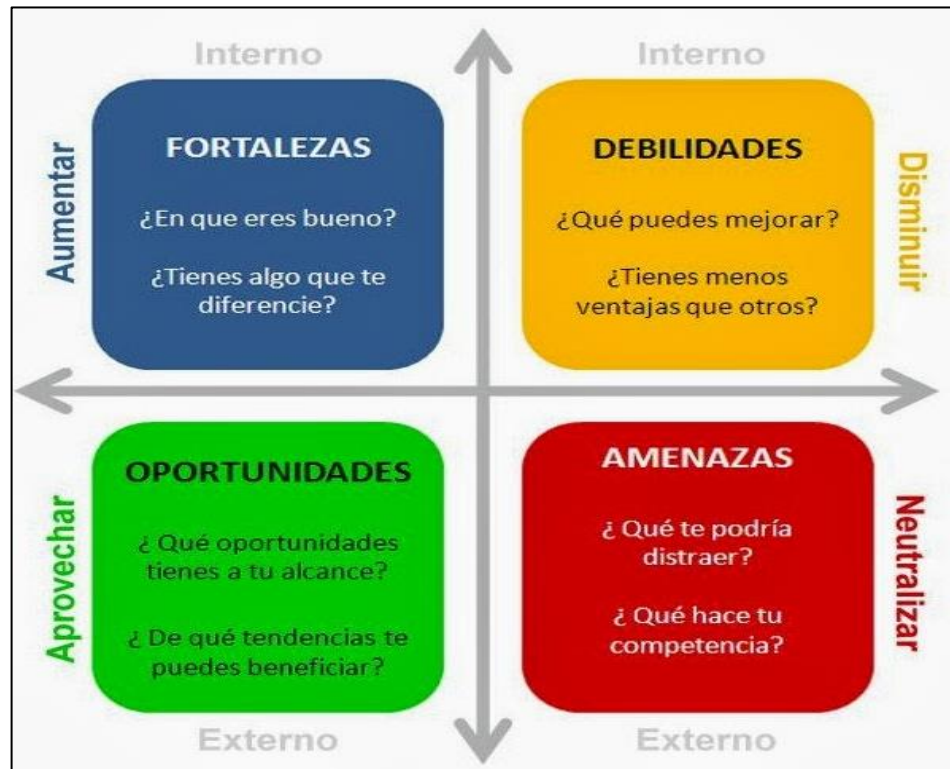 Interno
Interno
Aumentar
FORTALEZAS
¿En que eres bueno?
¿Tienes algo que te
diferencie?
DEBILIDADES
¿Qué puedes mejorar?
¿Tienes menos
ventajas que otros?
Disminuir
Aprovechar
OPORTUNIDADES
¿ Qué oportunidades
tienes a tu alcance?
¿ De qué tendencias te
puedes beneficiar?
AMENAZAS
¿ Qué te podría
distraer?
¿ Qué hace tu
competencia?
Neutralizar
Externo
Externo